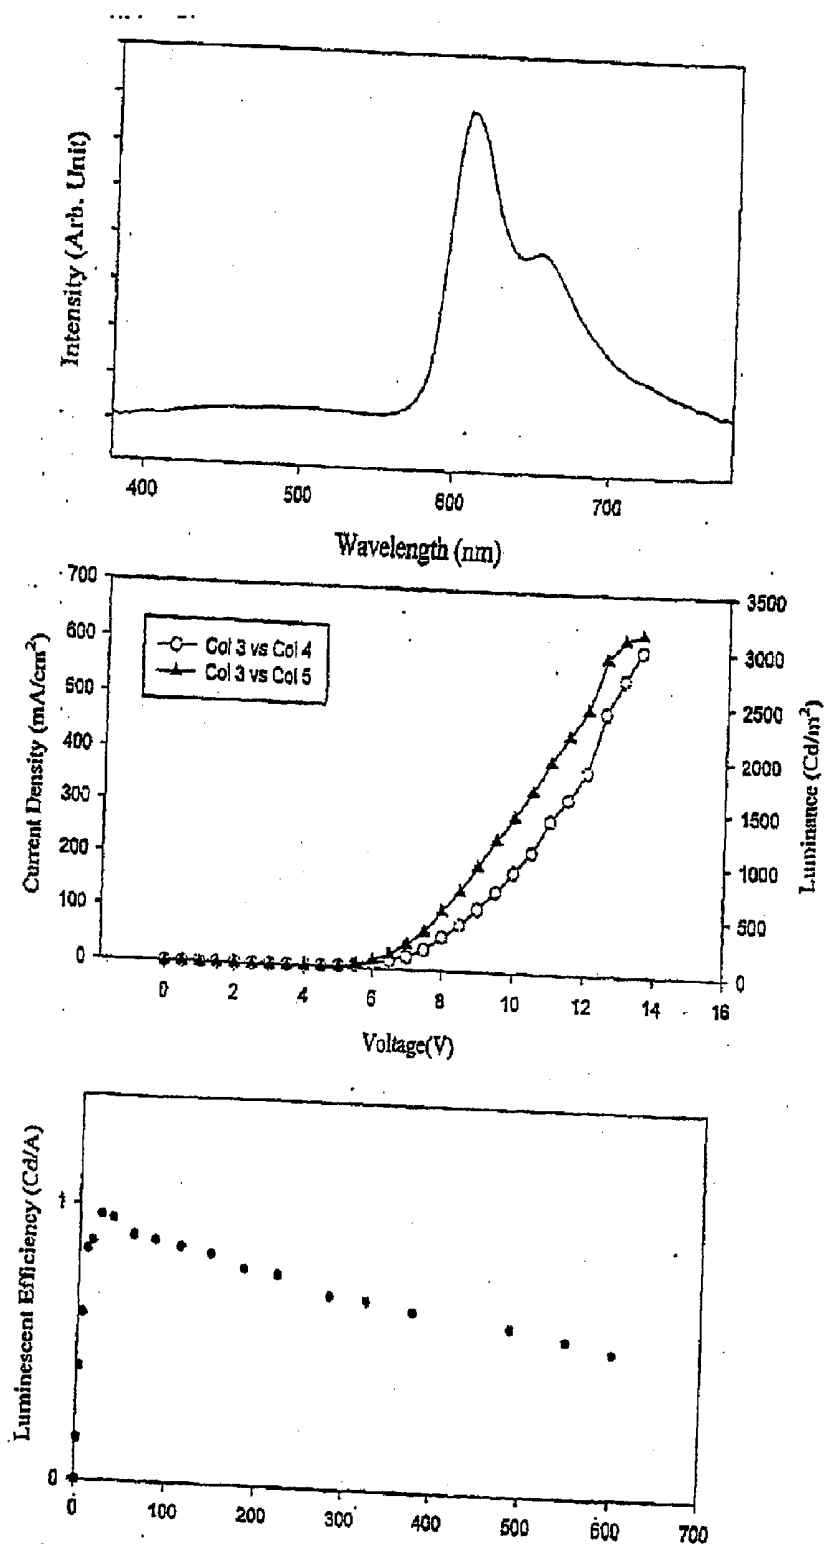 Intensity (Arb. Unit)
400 500 600 700
Wavelength (nm)
700
600
500
400
300
200
100
0
Current Density (mA/cm²)
Col 3 vs Col 4
Col 3 vs Col 5
3500
3000
2500
2000
1500
1000
500
0
Luminance (Cd/m²)
0 2 4 6 8 10 12 14 16
Voltage(V)
Luminescent Efficiency (Cd/A)
1
0
0 100 200 300 400 500 600 700